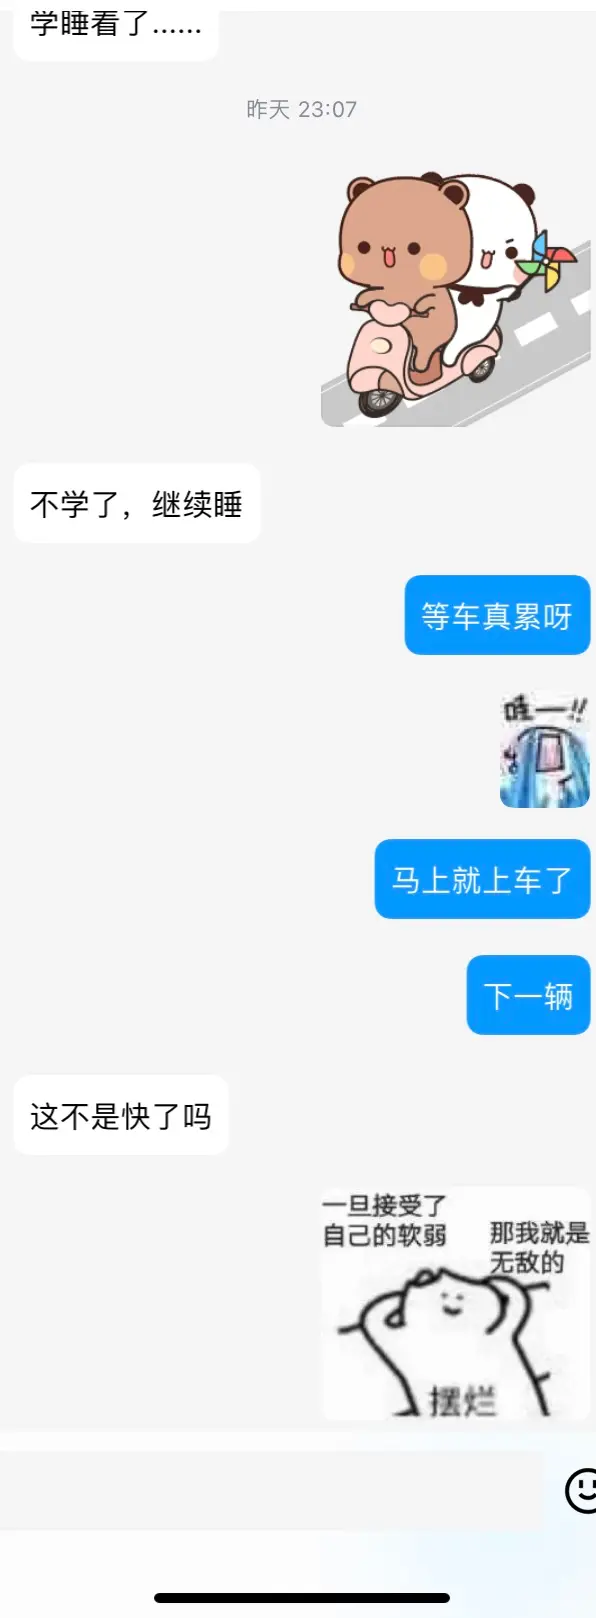 学睡看了......
昨天 23:07
不学了，继续睡
等车真累呀
哇——!!
马上就上车了
下一辆
这不是快了吗
一旦接受了
自己的软弱
那我就是
无敌的
摆烂